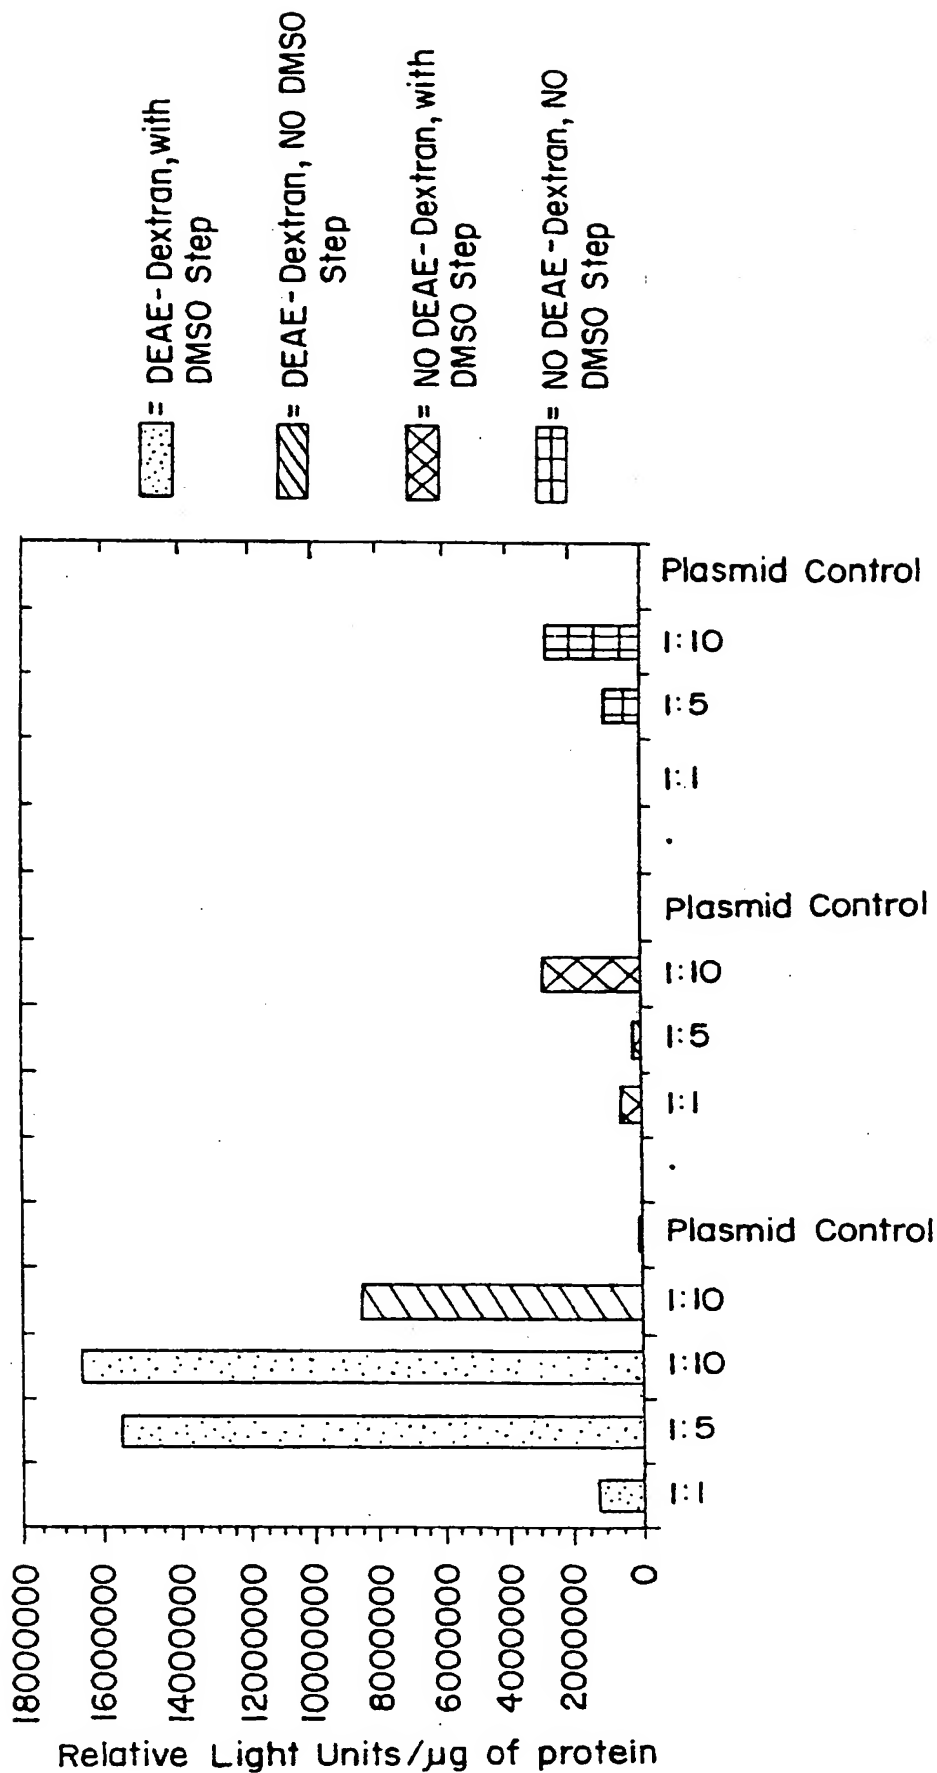 Relative Light Units/µg of protein
18000000
16000000
14000000
12000000
10000000
8000000
6000000
4000000
2000000
0
1:1
1:5
1:10
1:10
Plasmid Control
1:1
1:5
1:10
Plasmid Control
1:1
1:5
1:10
Plasmid Control
= DEAE-Dextran, with
DMSO Step
= DEAE-Dextran, NO DMSO
Step
= NO DEAE-Dextran, with
DMSO Step
= NO DEAE-Dextran, NO
DMSO Step